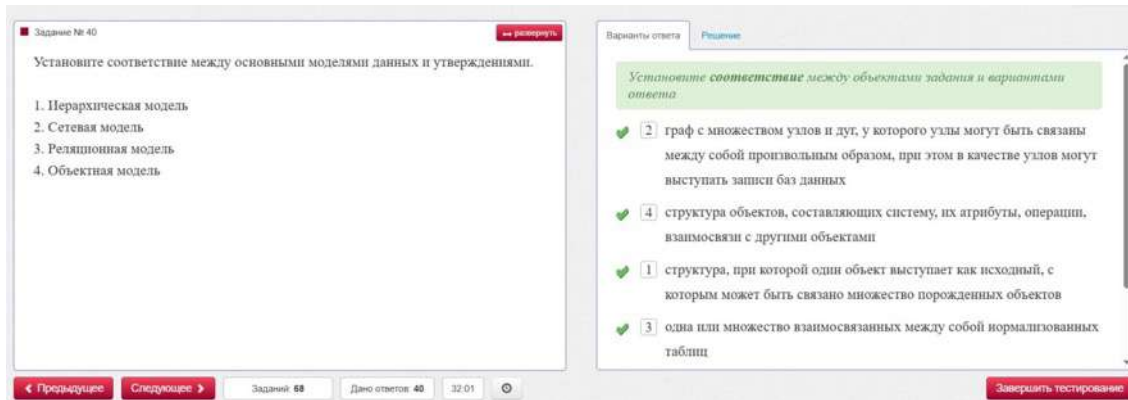 Задание № 40
развернуть
Установите соответствие между основными моделями данных и утверждениями.
1. Иерархическая модель
2. Сетевая модель
3. Реляционная модель
4. Объектная модель
Варианты ответа
Решение
Установите соответствие между объектами задания и вариантами
ответа
2 граф с множеством узлов и дуг, у которого узлы могут быть связаны
между собой произвольным образом, при этом в качестве узлов могут
выступать записи баз данных
4 структура объектов, составляющих систему, их атрибуты, операции,
взаимосвязи с другими объектами
1 структура, при которой один объект выступает как исходный, с
которым может быть связано множество порожденных объектов
3 одна или множество взаимосвязанных между собой нормализованных
таблиц
Предыдущее
Следующее
Заданий: 68
Дано ответов: 40
32:01
Завершить тестирование